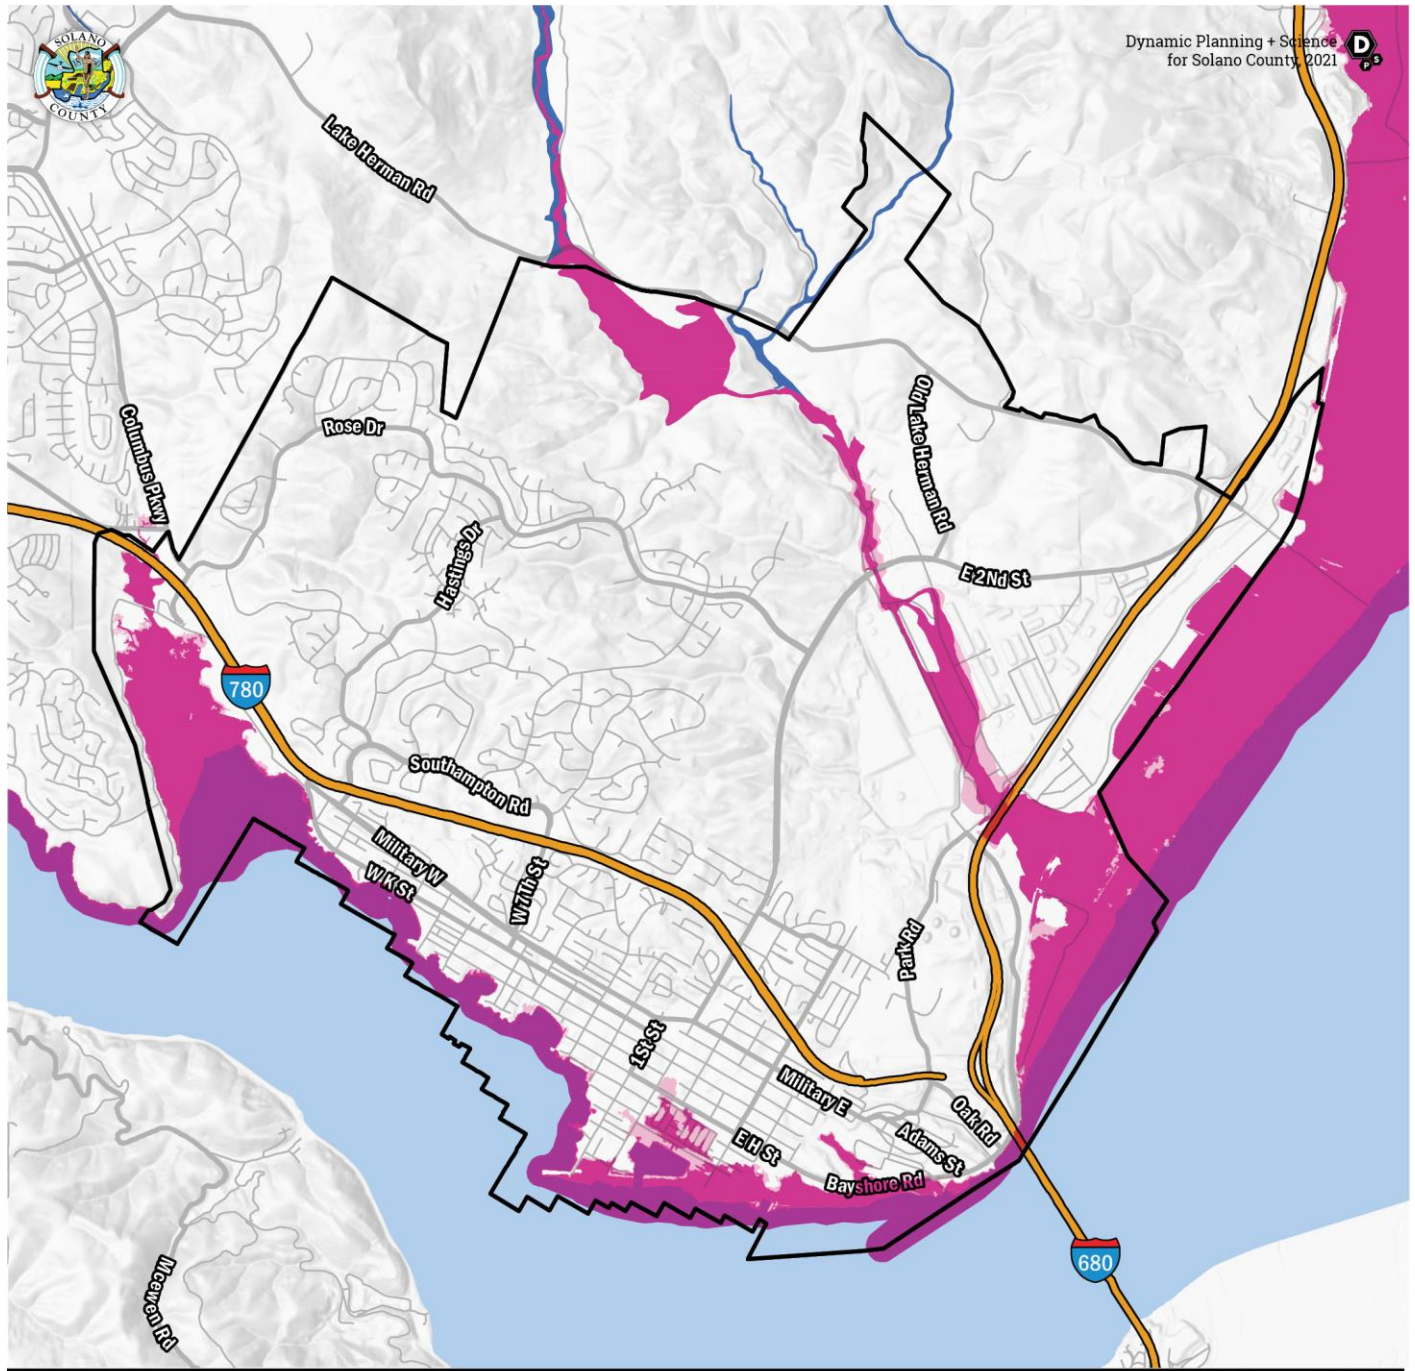 SOLANO
COUNTY
Dynamic Planning + Science
for Solano County, 2021
D
P S
Lake Herman Rd
Columbus Pkwy
Rose Dr
Hastings Dr
Old Lake Herman Rd
E 2Nd St
780
Southampton Rd
Military W
W K St
W 7Th St
Park Rd
1St St
Military E
Oak Rd
Adams St
E H St
Bayshore Rd
680
Mcewen Rd